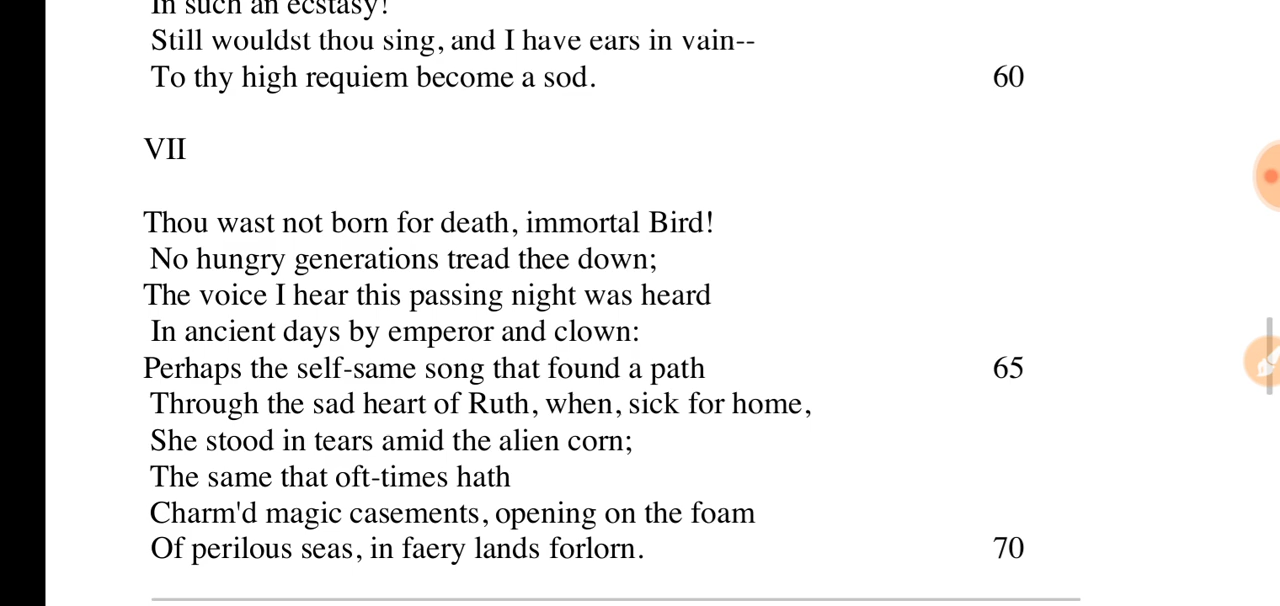 In such an ecstasy!
Still wouldst thou sing, and I have ears in vain--
To thy high requiem become a sod. 60
VII
Thou wast not born for death, immortal Bird!
No hungry generations tread thee down;
The voice I hear this passing night was heard
In ancient days by emperor and clown:
Perhaps the self-same song that found a path 65
Through the sad heart of Ruth, when, sick for home,
She stood in tears amid the alien corn;
The same that oft-times hath
Charm'd magic casements, opening on the foam
Of perilous seas, in faery lands forlorn. 70